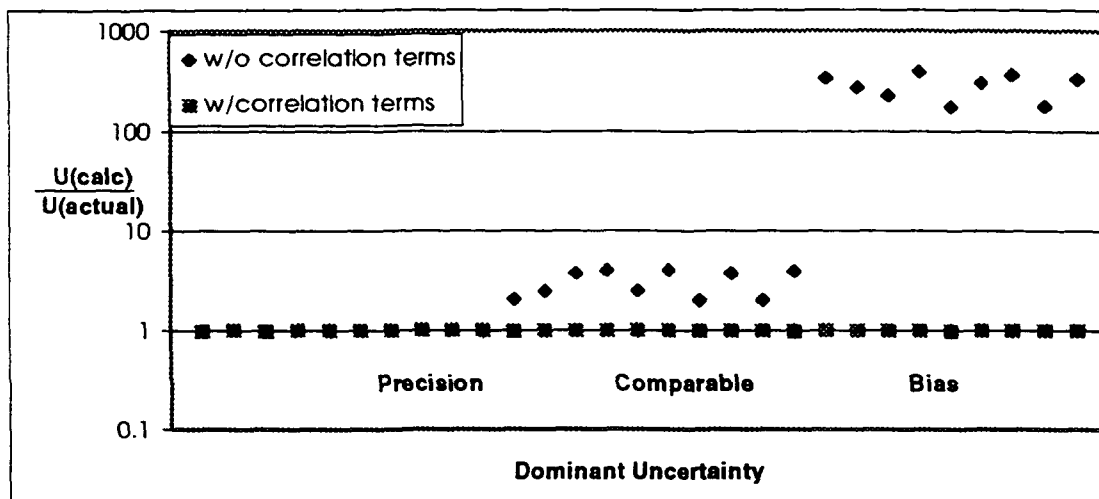 1000
w/o correlation terms
w/correlation terms
100
U(calc)
U(actual)
10
1
Precision Comparable Bias
0.1
Dominant Uncertainty